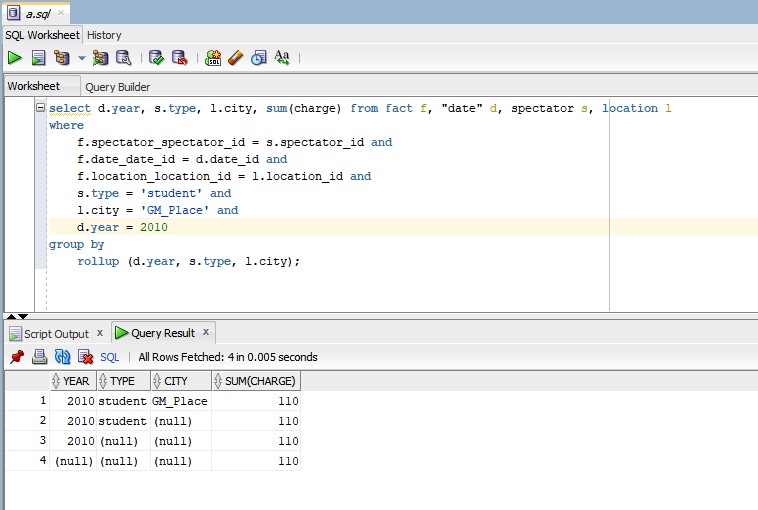 a.sql ×
SQL Worksheet History
SQL Aa
Worksheet Query Builder
select d.year, s.type, l.city, sum(charge) from fact f, "date" d, spectator s, location l
where
f.spectator_spectator_id = s.spectator_id and
f.date_date_id = d.date_id and
f.location_location_id = l.location_id and
s.type = 'student' and
l.city = 'GM_Place' and
d.year = 2010
group by
rollup (d.year, s.type, l.city);
Script Output x Query Result x
SQL | All Rows Fetched: 4 in 0.005 seconds
YEAR TYPE CITY SUM(CHARGE)
1 2010 student GM_Place 110
2 2010 student (null) 110
3 2010 (null) (null) 110
4 (null) (null) (null) 110